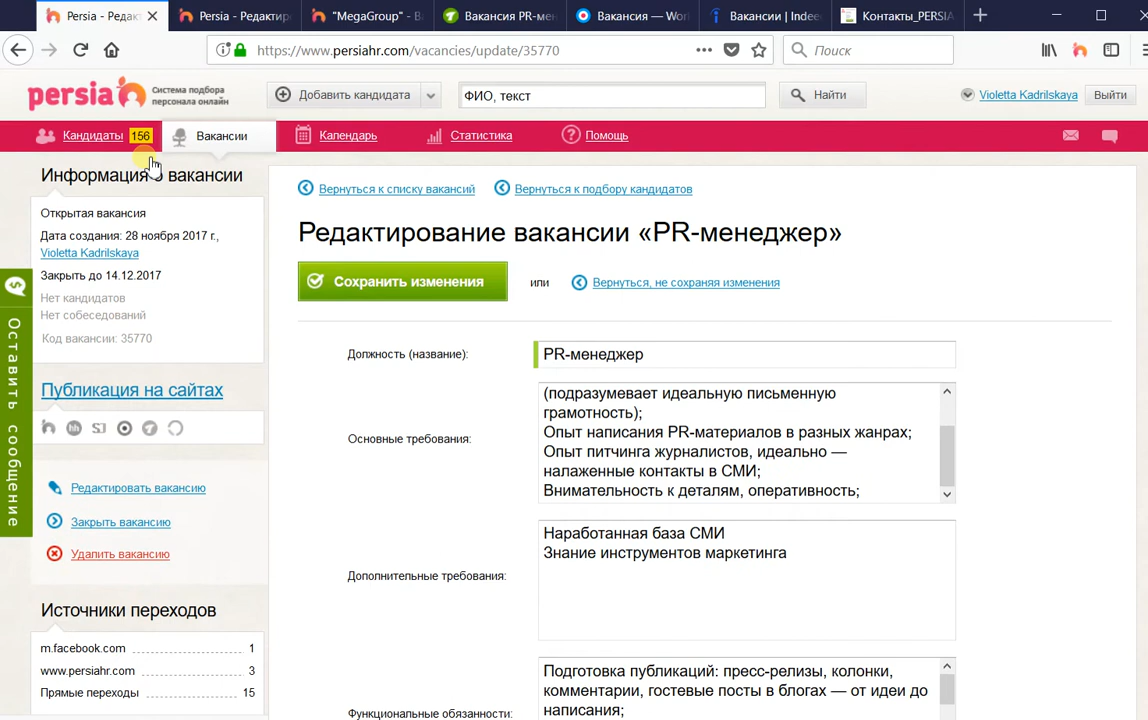 Persia - Редакт
Persia - Редактир
"MegaGroup" - В
Вакансия PR-мен
Вакансия — Worl
Вакансии | Indee
Контакты_PERSIA
https://www.persiahr.com/vacancies/update/35770
Поиск
persia
Система подбора
персонала онлайн
Добавить кандидата
ФИО, текст
Найти
Violetta Kadrilskaya
Выйти
Кандидаты 156
Вакансии
Календарь
Статистика
Помощь
Информация о вакансии
Открытая вакансия
Дата создания: 28 ноября 2017 г.,
Violetta Kadrilskaya
Закрыть до 14.12.2017
Нет кандидатов
Нет собеседований
Код вакансии: 35770
Оставить сообщение
Публикация на сайтах
hh
SJ
Редактировать вакансию
Закрыть вакансию
Удалить вакансию
Источники переходов
m.facebook.com 1
www.persiahr.com 3
Прямые переходы 15
Вернуться к списку вакансий
Вернуться к подбору кандидатов
Редактирование вакансии «PR-менеджер»
Сохранить изменения
или
Вернуться, не сохраняя изменения
Должность (название):
PR-менеджер
Основные требования:
(подразумевает идеальную письменную
грамотность);
Опыт написания PR-материалов в разных жанрах;
Опыт питчинга журналистов, идеально —
налаженные контакты в СМИ;
Внимательность к деталям, оперативность;
Дополнительные требования:
Наработанная база СМИ
Знание инструментов маркетинга
Функциональные обязанности:
Подготовка публикаций: пресс-релизы, колонки,
комментарии, гостевые посты в блогах — от идеи до
написания;